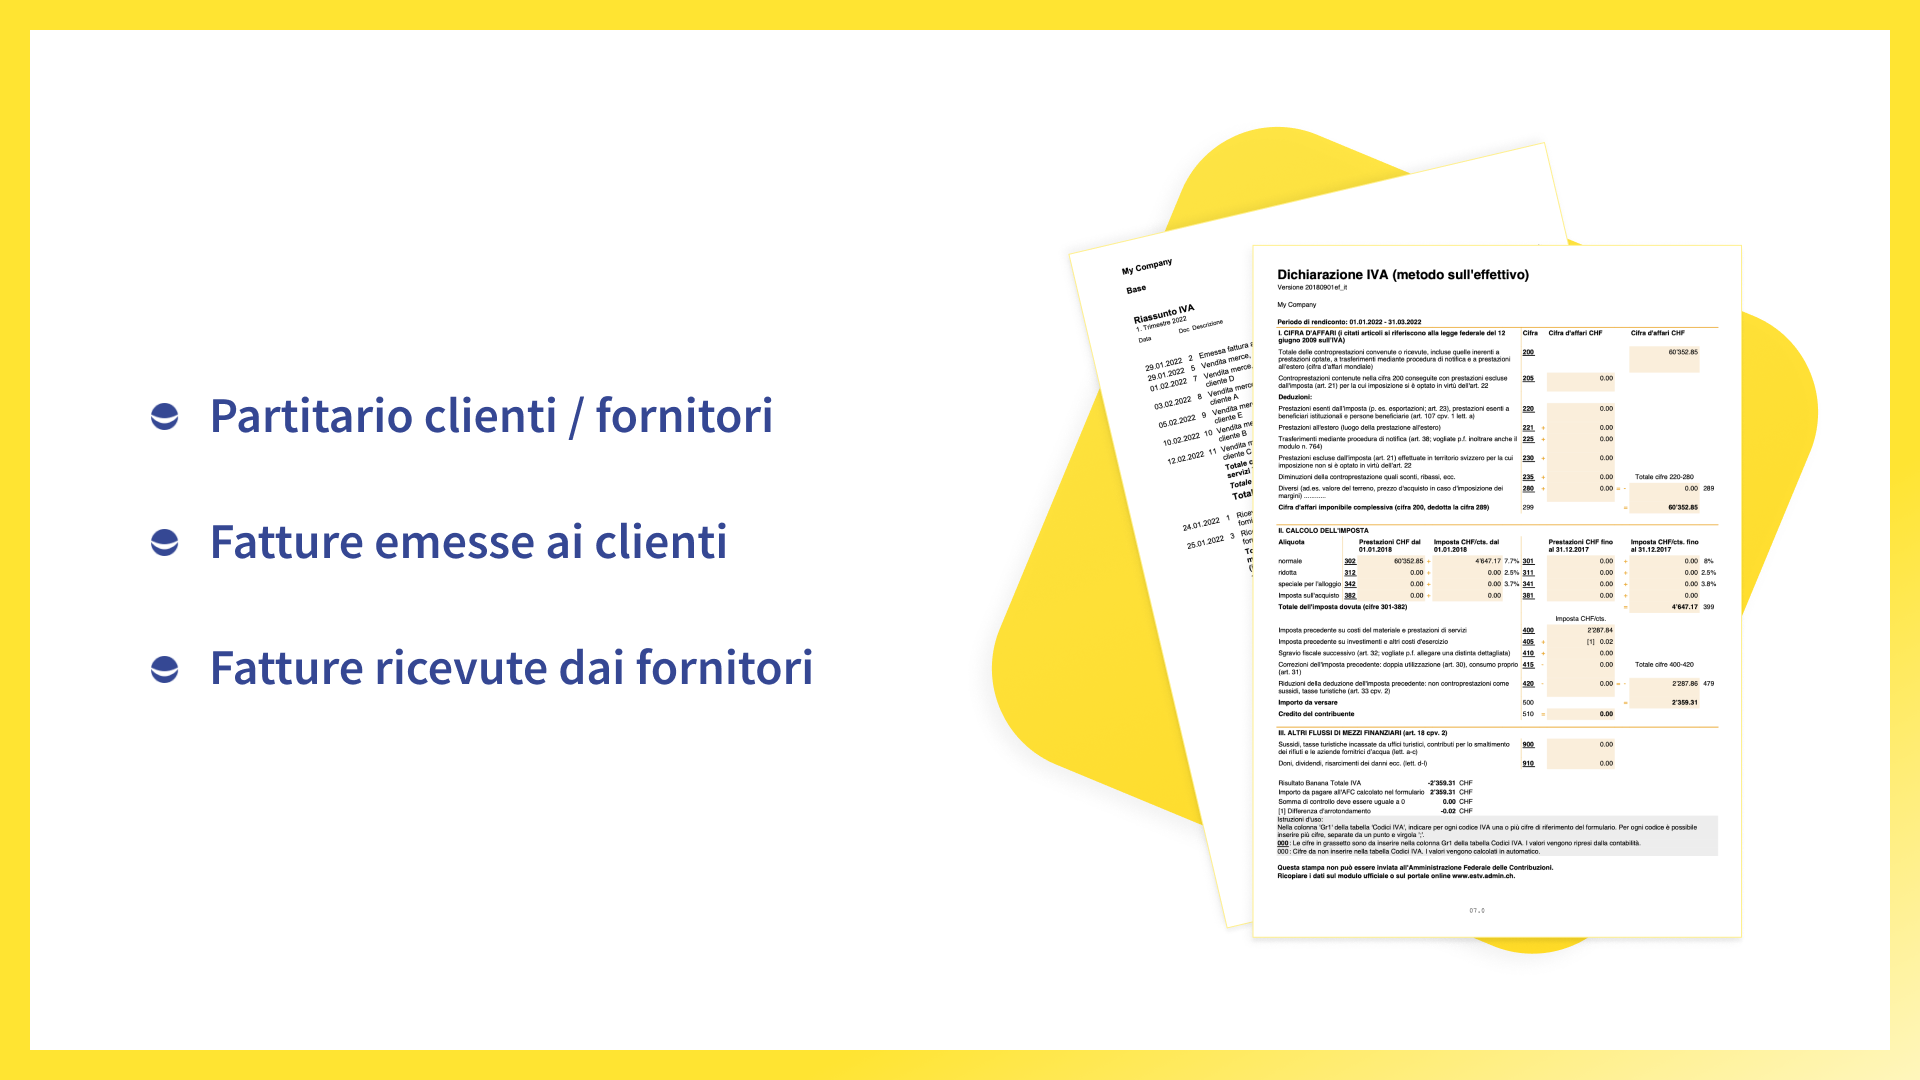 Partitario clienti / fornitori
Fatture emesse ai clienti
Fatture ricevute dai fornitori
My Company
Base
Riassunto IVA
1. Trimestre 2022
Data Doc Descrizione
29.01.2022 2 Emessa fattura a
29.01.2022 5 Vendita merce,
01.02.2022 7 Vendita merce,
cliente D
03.02.2022 8 Vendita merc
cliente A
05.02.2022 9 Vendita mer
cliente E
10.02.2022 10 Vendita me
cliente B
12.02.2022 11 Vendita m
cliente C
Totale
servizi
Totale
Total
24.01.2022 1 Rice
forni
25.01.2022 3 Ric
Dichiarazione IVA (metodo sull'effettivo)
Versione 20180901ef_it
My Company
Periodo di rendiconto: 01.01.2022 - 31.03.2022
I. CIFRA D'AFFARI (i citati articoli si riferiscono alla legge federale del 12 Cifra Cifra d'affari CHF Cifra d'affari CHF
giugno 2009 sull'IVA)
Totale delle controprestazioni convenute o ricevute, incluse quelle inerenti a 200 60'352.85
prestazioni optate, a trasferimenti mediante procedura di notifica e a prestazioni
all'estero (cifra d'affari mondiale)
Controprestazioni contenute nella cifra 200 conseguite con prestazioni escluse 205 0.00
dall'imposta (art. 21) per la cui imposizione si è optato in virtù dell'art. 22
Deduzioni:
Prestazioni esenti dall'imposta (p. es. esportazioni; art. 23), prestazioni esenti a 220 0.00
beneficiari istituzionali e persone beneficiarie (art. 107 cpv. 1 lett. a)
Prestazioni all'estero (luogo della prestazione all'estero) 221 + 0.00
Trasferimenti mediante procedura di notifica (art. 38; vogliate p.f. inoltrare anche il 225 + 0.00
modulo n. 764)
Prestazioni escluse dall'imposta (art. 21) effettuate in territorio svizzero per la cui 230 + 0.00
imposizione non si è optato in virtù dell'art. 22
Diminuzioni della controprestazione quali sconti, ribassi, ecc. 235 + 0.00 Totale cifre 220-280
Diversi (ad.es. valore del terreno, prezzo d'acquisto in caso d'imposizione dei 280 + 0.00 = - 0.00 289
margini) ............
Cifra d'affari imponibile complessiva (cifra 200, dedotta la cifra 289) 299 = 60'352.85
II. CALCOLO DELL'IMPOSTA
Aliquota Prestazioni CHF dal Imposta CHF/cts. dal Prestazioni CHF fino Imposta CHF/cts. fino
01.01.2018 01.01.2018 al 31.12.2017 al 31.12.2017
normale 302 60'352.85 + 4'647.17 7.7% 301 0.00 + 0.00 8%
ridotta 312 0.00 + 0.00 2.5% 311 0.00 + 0.00 2.5%
speciale per l'alloggio 342 0.00 + 0.00 3.7% 341 0.00 + 0.00 3.8%
Imposta sull'acquisto 382 0.00 + 0.00 381 0.00 + 0.00
Totale dell'imposta dovuta (cifre 301-382) = 4'647.17 399
Imposta CHF/cts.
Imposta precedente su costi del materiale e prestazioni di servizi 400 2'287.84
Imposta precedente su investimenti e altri costi d'esercizio 405 + [1] 0.02
Sgravio fiscale successivo (art. 32; vogliate p.f. allegare una distinta dettagliata) 410 + 0.00
Correzioni dell'imposta precedente: doppia utilizzazione (art. 30), consumo proprio 415 - 0.00 Totale cifre 400-420
(art. 31)
Riduzioni della deduzione dell'imposta precedente: non controprestazioni come 420 - 0.00 = - 2'287.86 479
sussidi, tasse turistiche (art. 33 cpv. 2)
Importo da versare 500 = 2'359.31
Credito del contribuente 510 = 0.00
III. ALTRI FLUSSI DI MEZZI FINANZIARI (art. 18 cpv. 2)
Sussidi, tasse turistiche incassate da uffici turistici, contributi per lo smaltimento 900 0.00
dei rifiuti e le aziende fornitrici d'acqua (lett. a-c)
Doni, dividendi, risarcimenti dei danni ecc. (lett. d-l) 910 0.00
Risultato Banana Totale IVA -2'359.31 CHF
Importo da pagare all'AFC calcolato nel formulario 2'359.31 CHF
Somma di controllo deve essere uguale a 0 0.00 CHF
[1] Differenza d'arrotondamento -0.02 CHF
Istruzioni d'uso:
Nella colonna 'Gr1' della tabella 'Codici IVA', indicare per ogni codice IVA una o più cifre di riferimento del formulario. Per ogni codice è possibile
inserire più cifre, separate da un punto e virgola ';'.
000 : Le cifre in grassetto sono da inserire nella colonna Gr1 della tabella Codici IVA. I valori vengono ripresi dalla contabilità.
000 : Cifre da non inserire nella tabella Codici IVA. I valori vengono calcolati in automatico.
Questa stampa non può essere inviata all'Amministrazione Federale delle Contribuzioni.
Ricopiare i dati sul modulo ufficiale o sul portale online www.estv.admin.ch.